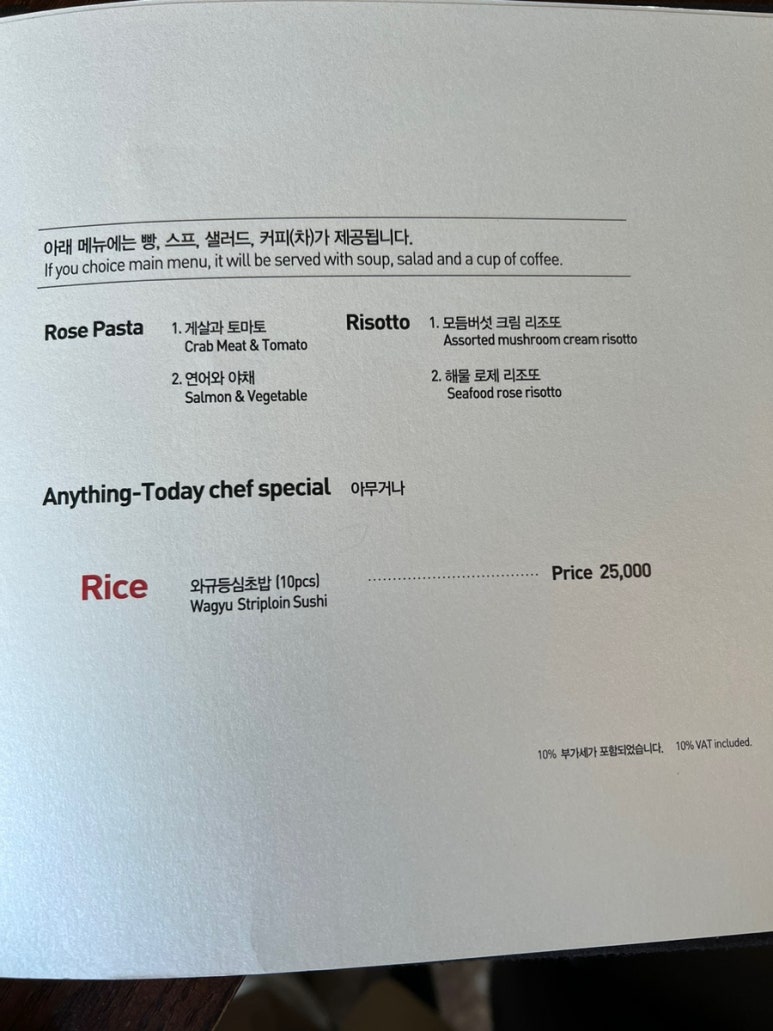 아래 메뉴에는 빵, 스프, 샐러드, 커피(차)가 제공됩니다.
If you choice main menu, it will be served with soup, salad and a cup of coffee.
Rose Pasta 1. 게살과 토마토
Crab Meat & Tomato
2. 연어와 야채
Salmon & Vegetable
Risotto 1. 모듬버섯 크림 리조또
Assorted mushroom cream risotto
2. 해물 로제 리조또
Seafood rose risotto
Anything-Today chef special 아무거나
Rice 와규등심초밥 (10pcs) Price 25,000
Wagyu Striploin Sushi
10% 부가세가 포함되었습니다. 10% VAT included.